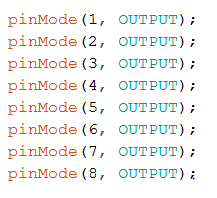 pinMode(1, OUTPUT);
pinMode(2, OUTPUT);
pinMode(3, OUTPUT);
pinMode(4, OUTPUT);
pinMode(5, OUTPUT);
pinMode(6, OUTPUT);
pinMode(7, OUTPUT);
pinMode(8, OUTPUT);